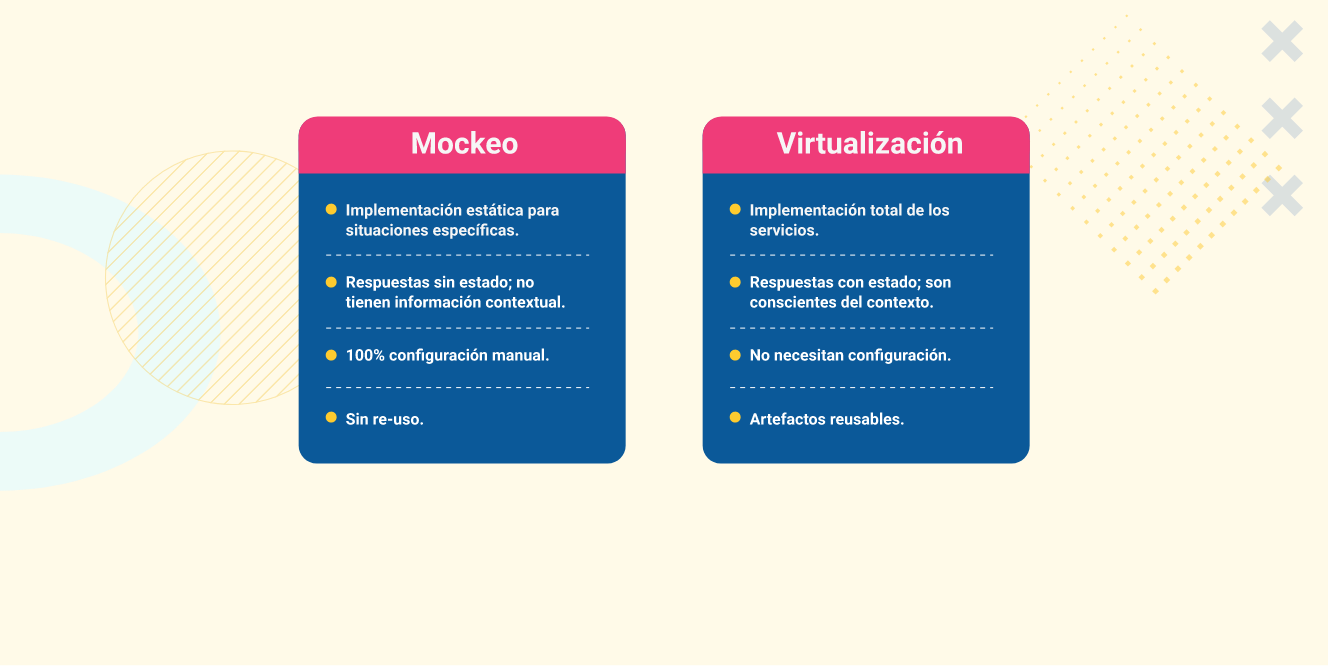 Mockeo
Implementación estática para
situaciones específicas.
Respuestas sin estado; no
tienen información contextual.
100% configuración manual.
Sin re-uso.
Virtualización
Implementación total de los
servicios.
Respuestas con estado; son
conscientes del contexto.
No necesitan configuración.
Artefactos reusables.